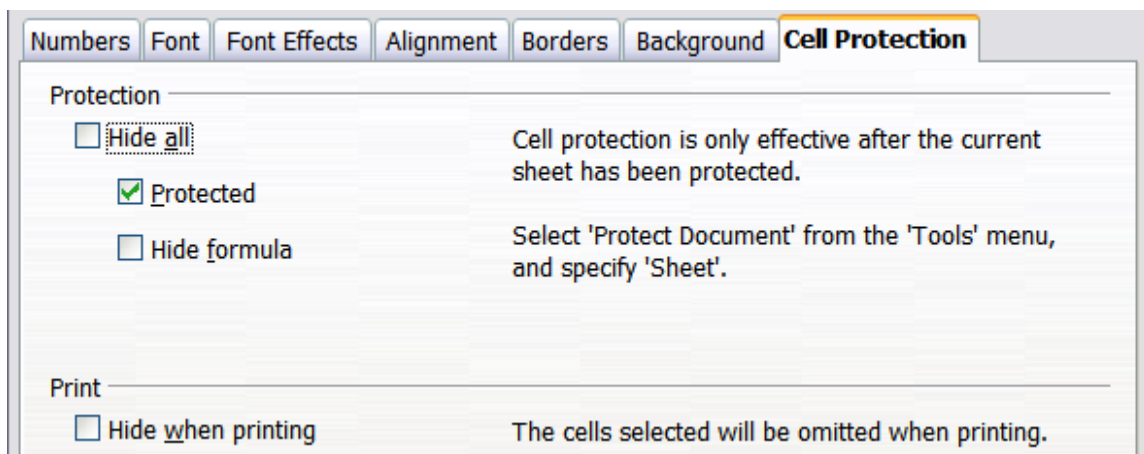 Numbers Font Font Effects Alignment Borders Background Cell Protection
Protection
Hide all
Cell protection is only effective after the current
sheet has been protected.
Protected
Hide formula
Select 'Protect Document' from the 'Tools' menu,
and specify 'Sheet'.
Print
Hide when printing
The cells selected will be omitted when printing.